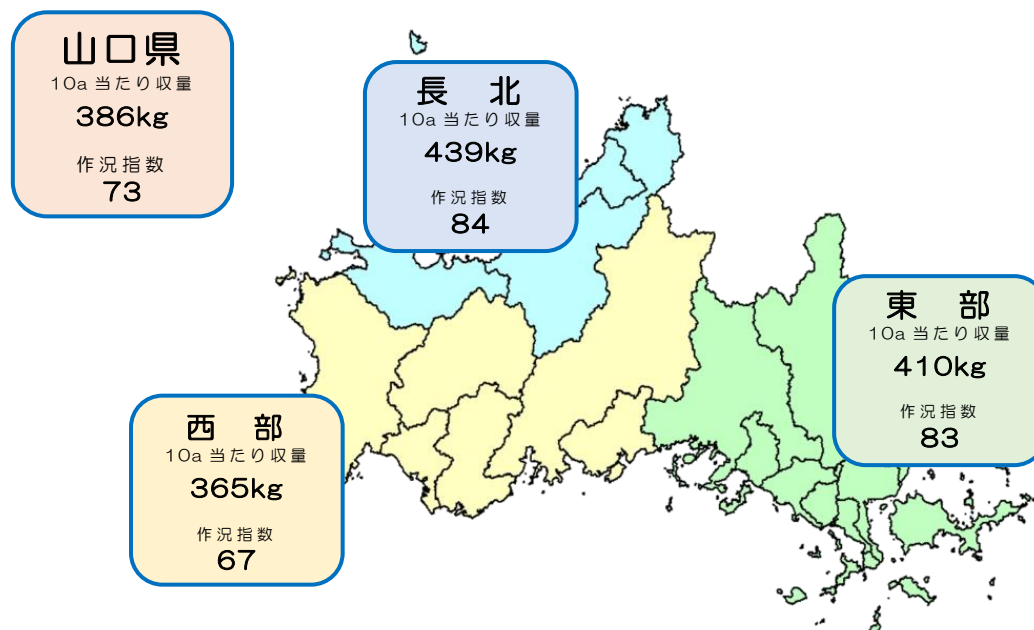 山口県
10a 当たり収量
386kg
作況指数
73
長 北
10a 当たり収量
439kg
作況指数
84
東 部
10a 当たり収量
410kg
作況指数
83
西 部
10a 当たり収量
365kg
作況指数
67